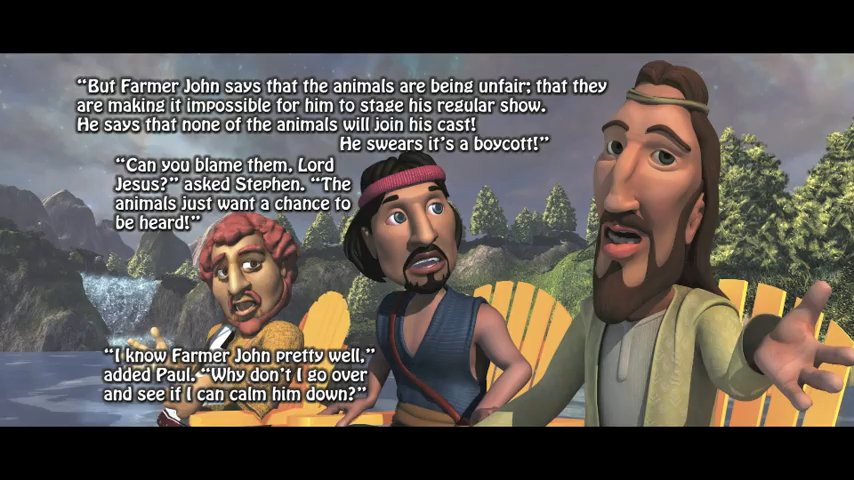 “But Farmer John says that the animals are being unfair; that they
are making it impossible for him to stage his regular show.
He says that none of the animals will join his cast!
He swears it’s a boycott!”
“Can you blame them, Lord
Jesus?” asked Stephen. “The
animals just want a chance to
be heard!”
“I know Farmer John pretty well,”
added Paul. “Why don’t I go over
and see if I can calm him down?”